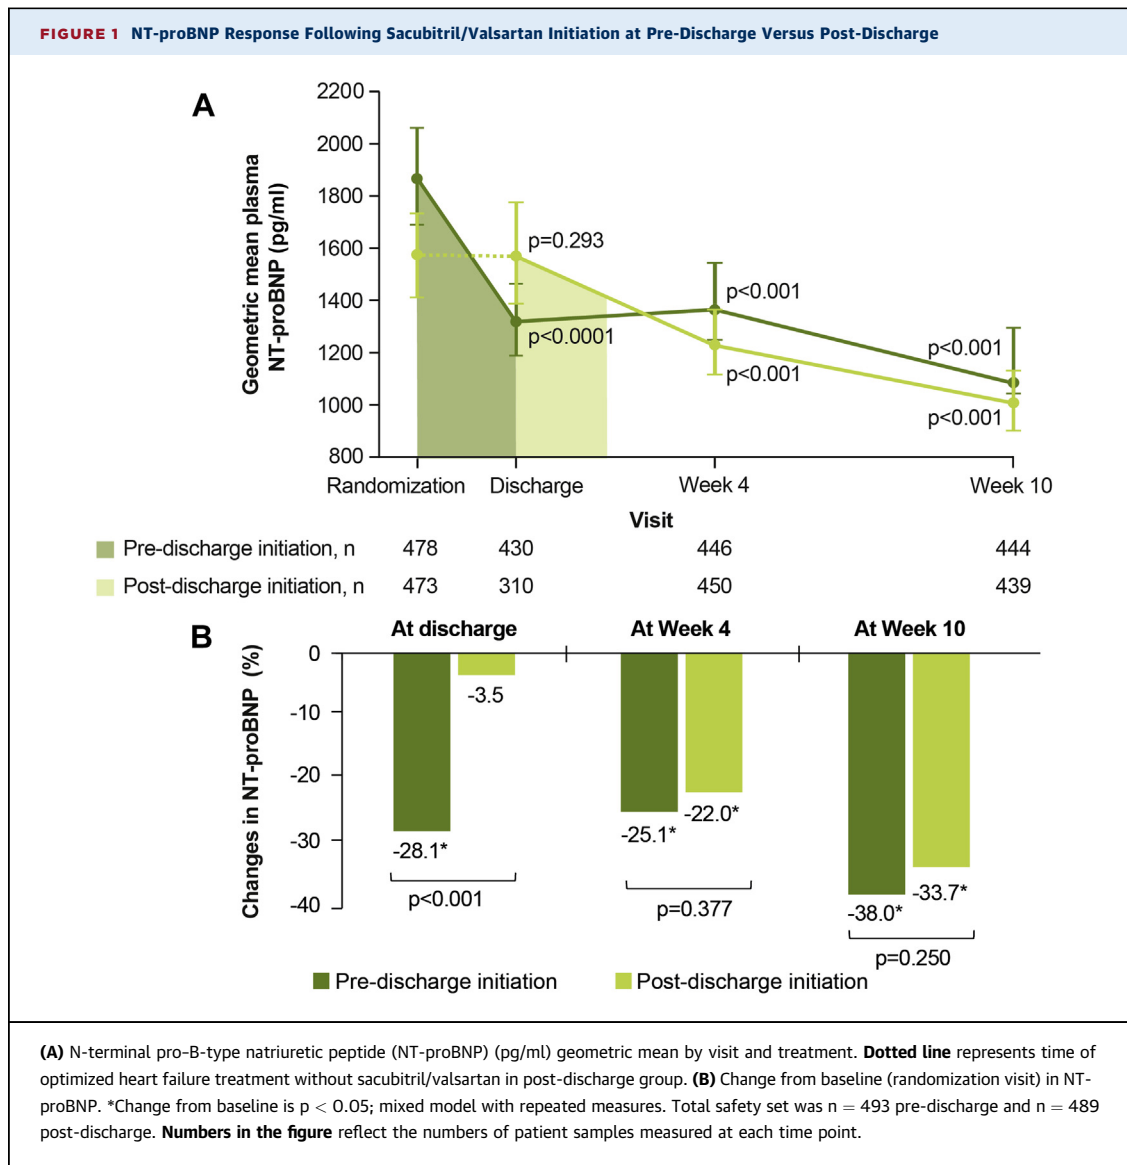 FIGURE 1 NT-proBNP Response Following Sacubitril/Valsartan Initiation at Pre-Discharge Versus Post-Discharge
A
Geometric mean plasma
NT-proBNP (pg/ml)
2200
2000
1800
1600
1400
1200
1000
800
p=0.293
p<0.0001
p<0.001
p<0.001
p<0.001
p<0.001
Randomization Discharge Week 4 Week 10
Visit
Pre-discharge initiation, n 478 430 446 444
Post-discharge initiation, n 473 310 450 439
B
At discharge At Week 4 At Week 10
Changes in NT-proBNP (%)
0
-10
-20
-30
-40
-3.5
-28.1*
p<0.001
-25.1*
-22.0*
p=0.377
-38.0*
-33.7*
p=0.250
Pre-discharge initiation Post-discharge initiation
(A) N-terminal pro–B-type natriuretic peptide (NT-proBNP) (pg/ml) geometric mean by visit and treatment. Dotted line represents time of
optimized heart failure treatment without sacubitril/valsartan in post-discharge group. (B) Change from baseline (randomization visit) in NT-
proBNP. *Change from baseline is p < 0.05; mixed model with repeated measures. Total safety set was n = 493 pre-discharge and n = 489
post-discharge. Numbers in the figure reflect the numbers of patient samples measured at each time point.